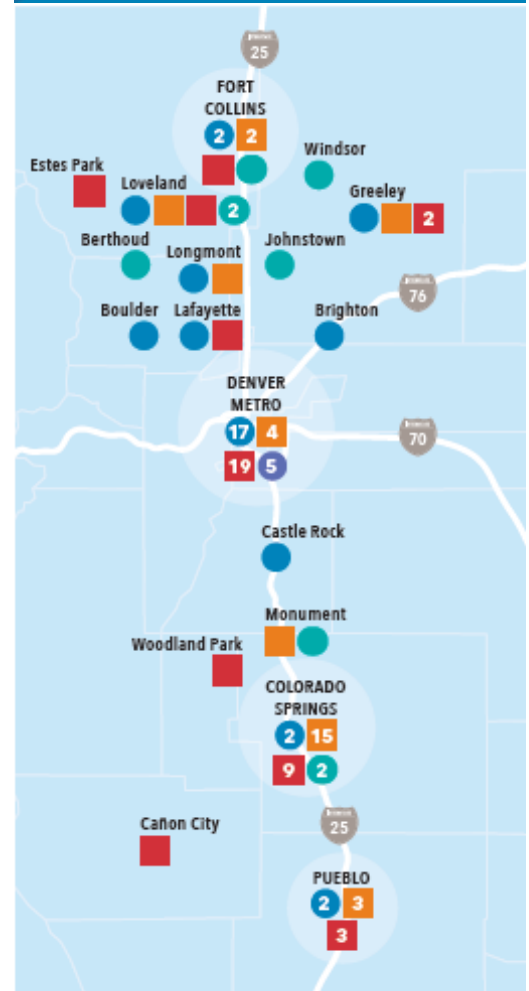 25
FORT
COLLINS
2 2
Windsor
Estes Park
Loveland
Greeley
2
2
Berthoud
Johnstown
Longmont
76
Boulder
Lafayette
Brighton
DENVER
METRO
17 4
70
19 5
Castle Rock
Monument
Woodland Park
COLORADO
SPRINGS
2 15
9 2
25
Cañon City
PUEBLO
2 3
3